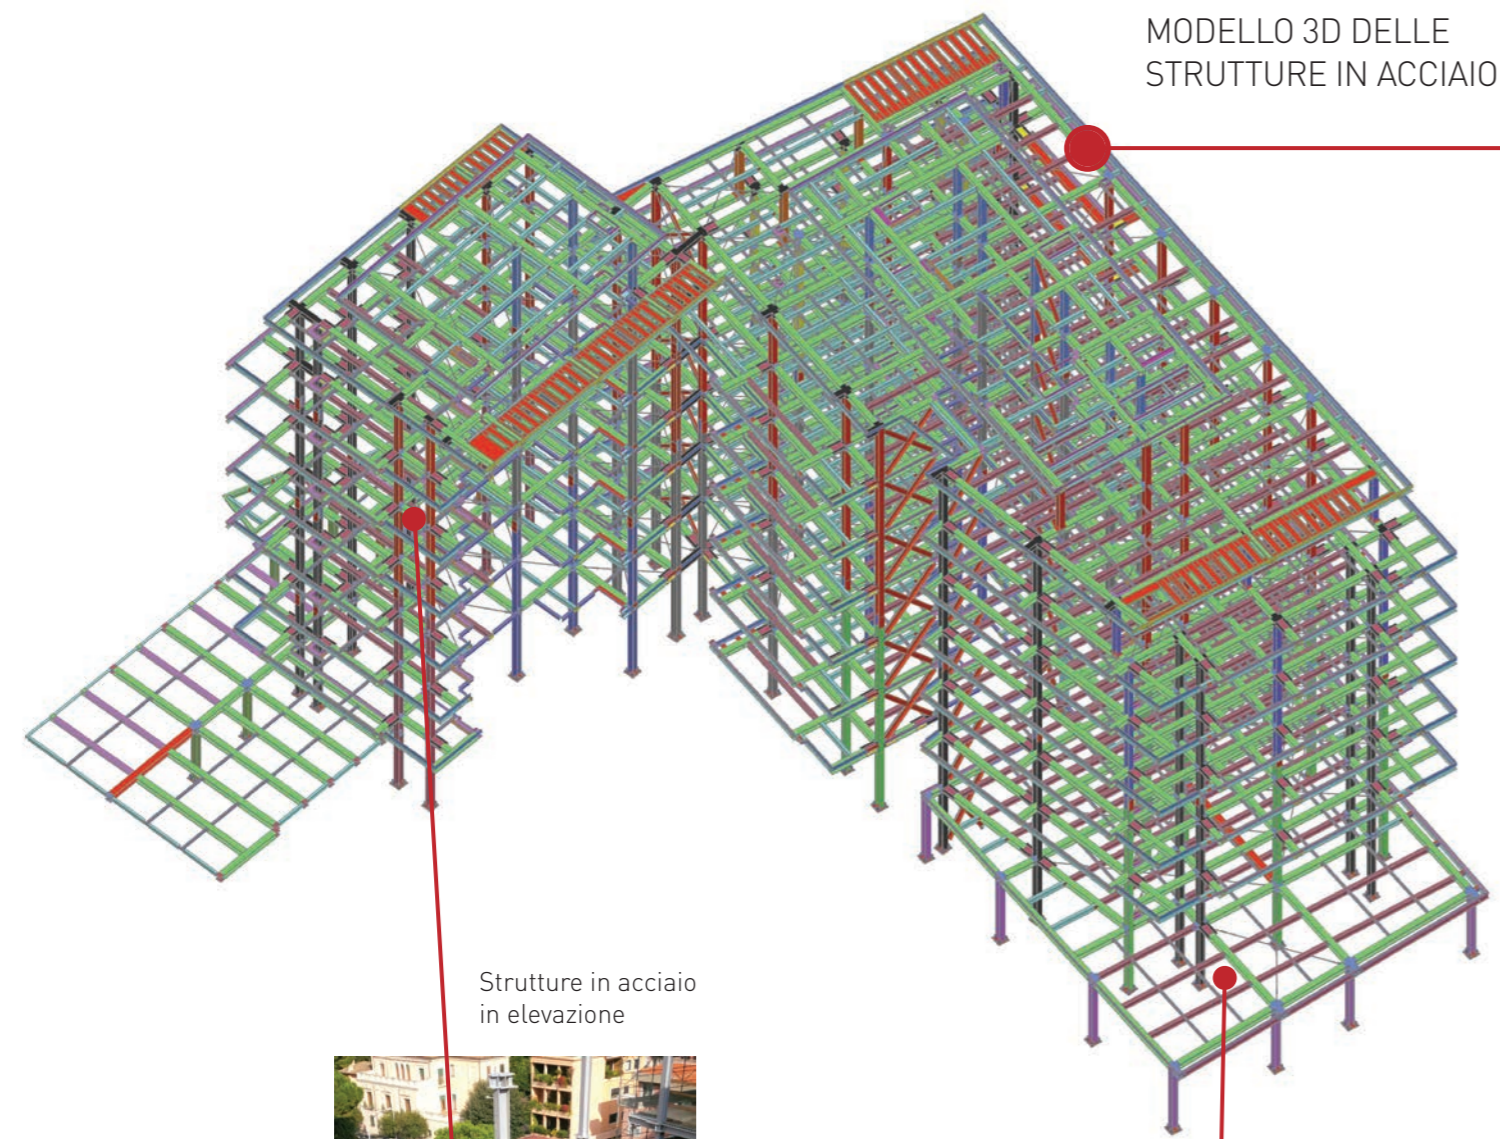 MODELLO 3D DELLE
STRUTTURE IN ACCIAIO
Strutture in acciaio
in elevazione